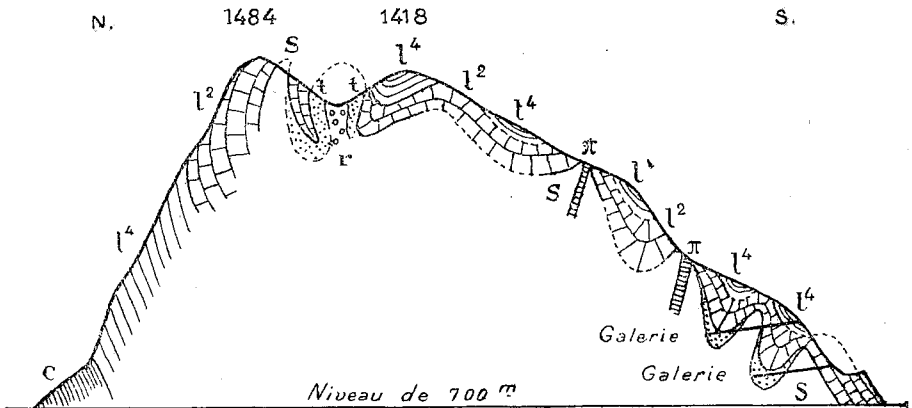 N. 1484 1418 S.
S l⁴
l² t t l²
l⁴
r π
S l⁴
l⁴ l²
π
l⁴
l⁴
Galerie
C Galerie
Niveau de 700 m S